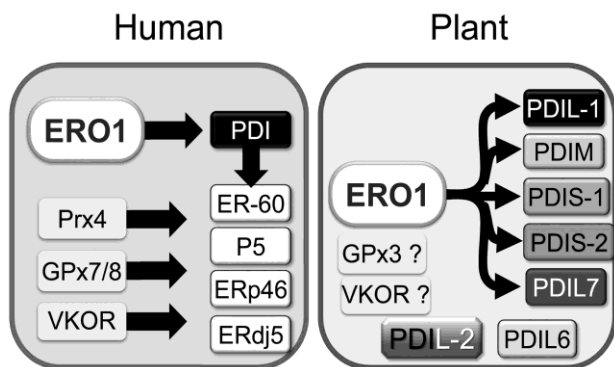 Human
ERO1
PDI
Prx4
GPx7/8
VKOR
ER-60
P5
ERp46
ERdj5
Plant
ERO1
GPx3 ?
VKOR ?
PDIL-1
PDIM
PDIS-1
PDIS-2
PDIL7
PDIL-2
PDIL6